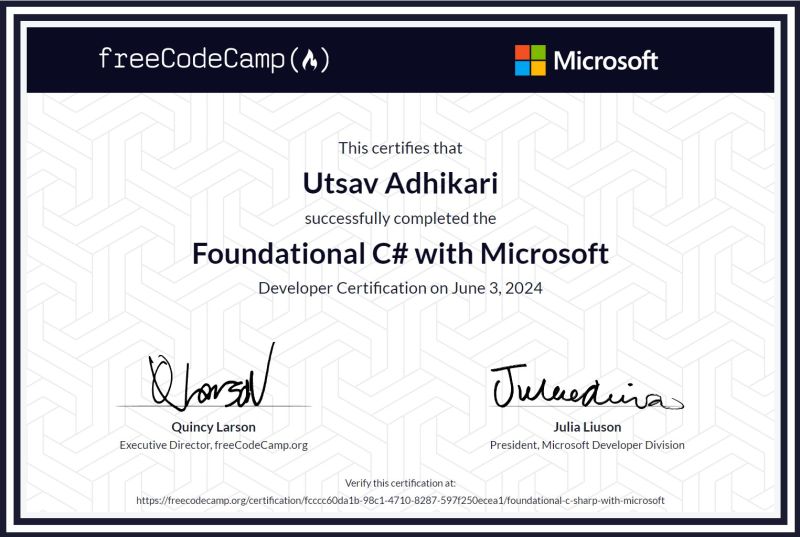 freeCodeCamp
Microsoft
This certifies that
Utsav Adhikari
successfully completed the
Foundational C# with Microsoft
Developer Certification on June 3, 2024
Quincy Larson
Executive Director, freeCodeCamp.org
Julia Liuson
President, Microsoft Developer Division
Verify this certification at:
https://freecodecamp.org/certification/fcccc60da1b-98c1-4710-8287-597f250ecea1/foundational-c-sharp-with-microsoft